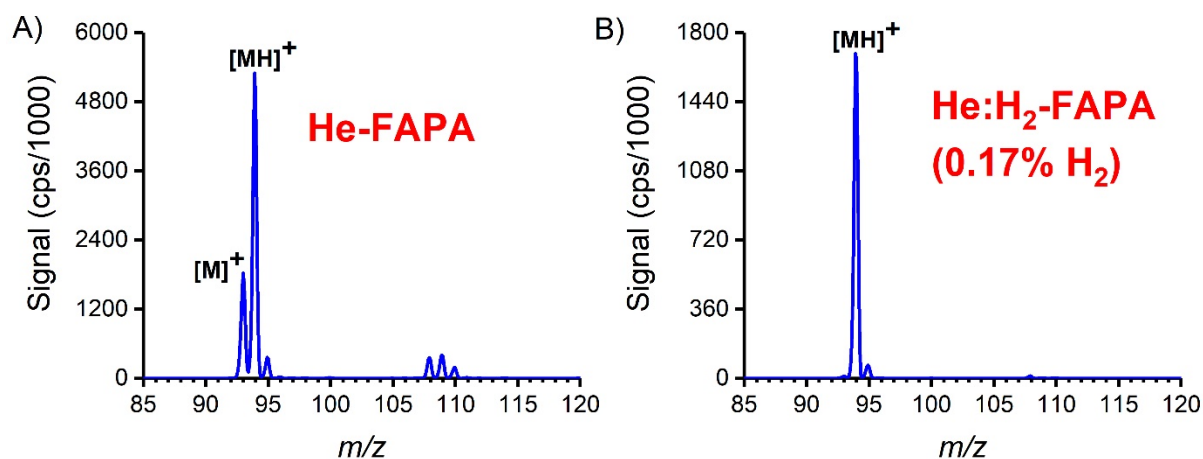 A)
6000
4800
3600
2400
1200
0
Signal (cps/1000)
[MH]⁺
[M]⁺
He-FAPA
85 90 95 100 105 110 115 120
m/z
B)
1800
1440
1080
720
360
0
Signal (cps/1000)
[MH]⁺
He:H₂-FAPA
(0.17% H₂)
85 90 95 100 105 110 115 120
m/z